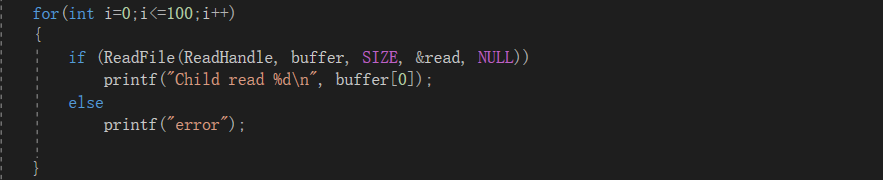 for(int i=0;i<=100;i++)
{
if (ReadFile(ReadHandle, buffer, SIZE, &read, NULL))
printf("Child read %d\n", buffer[0]);
else
printf("error");
}